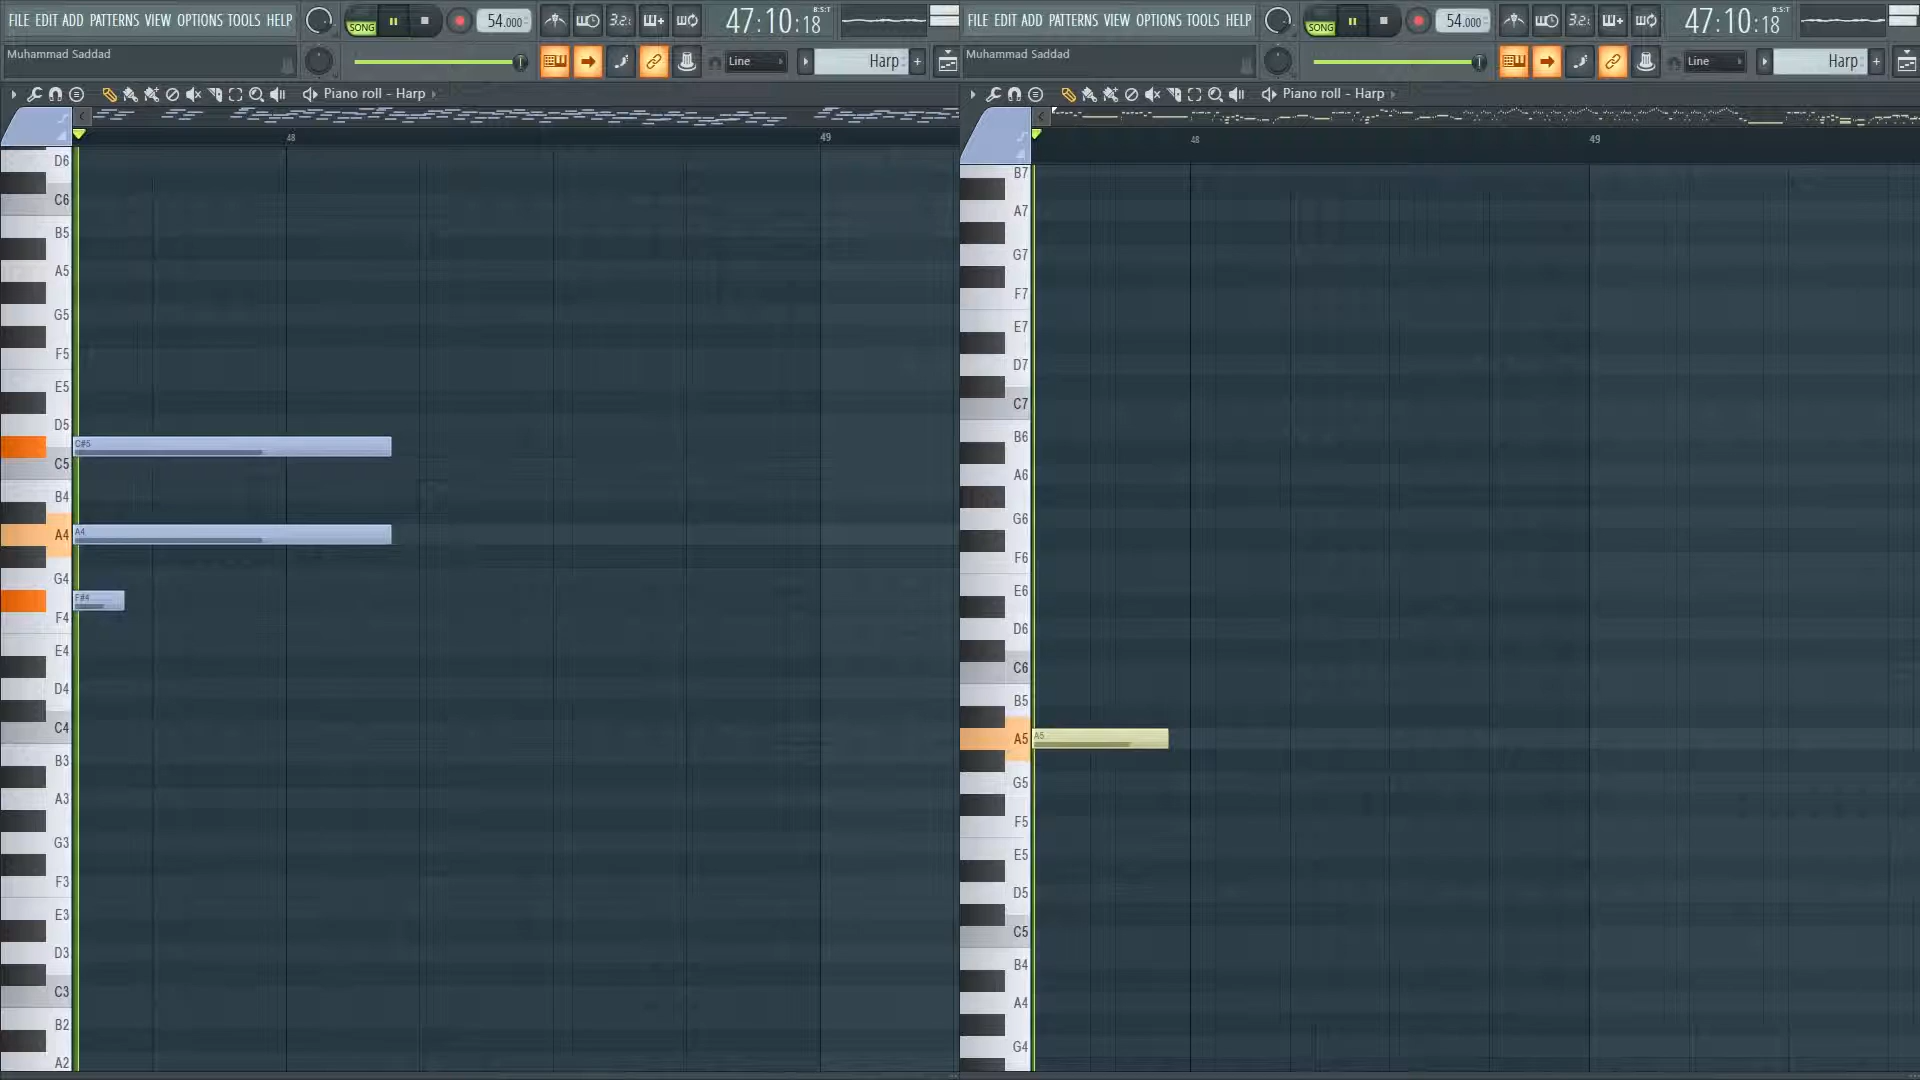 FILE EDIT ADD PATTERNS VIEW OPTIONS TOOLS HELP
SONG
54.000
3.2
47:10:18
B:S:T
Muhammad Saddad
Line
Harp
Piano roll - Harp
48
49
D6
C6
B5
A5
G5
F5
E5
D5
C#5
C5
B4
A4
A4
G4
F#4
F4
E4
D4
C4
B3
A3
G3
F3
E3
D3
C3
B2
A2
FILE EDIT ADD PATTERNS VIEW OPTIONS TOOLS HELP
SONG
54.000
3.2
47:10:18
B:S:T
Muhammad Saddad
Line
Harp
Piano roll - Harp
48
49
B7
A7
G7
F7
E7
D7
C7
B6
A6
G6
F6
E6
D6
C6
B5
A5
A5
G5
F5
E5
D5
C5
B4
A4
G4